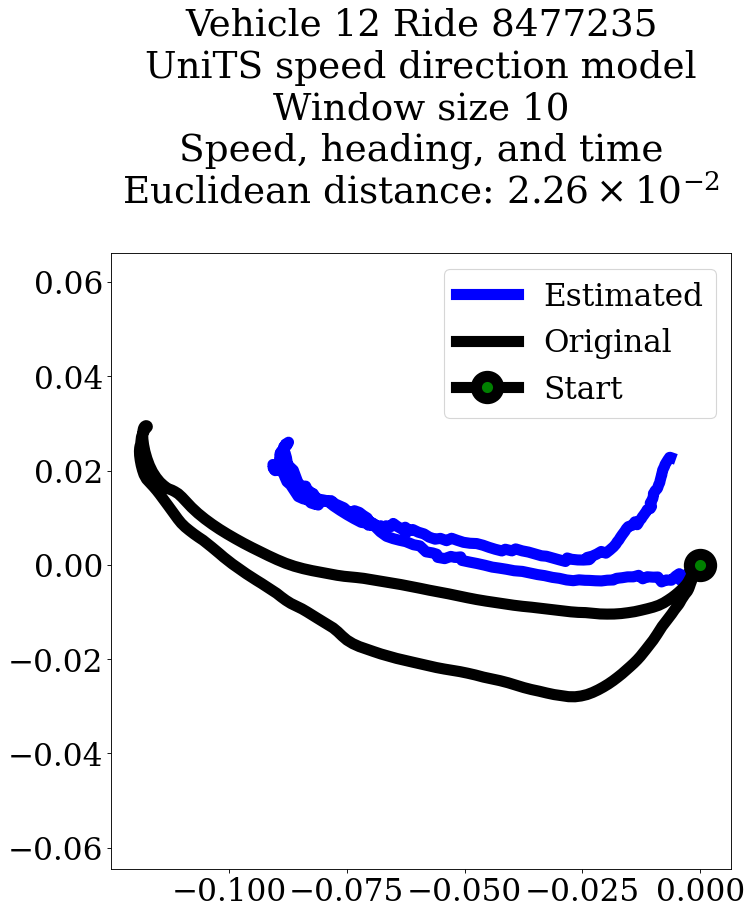 Vehicle 12 Ride 8477235
UniTS speed direction model
Window size 10
Speed, heading, and time
Euclidean distance: 2.26 × 10⁻²
Estimated
Original
Start
0.06
0.04
0.02
0.00
−0.02
−0.04
−0.06
−0.100 −0.075 −0.050 −0.025 0.000